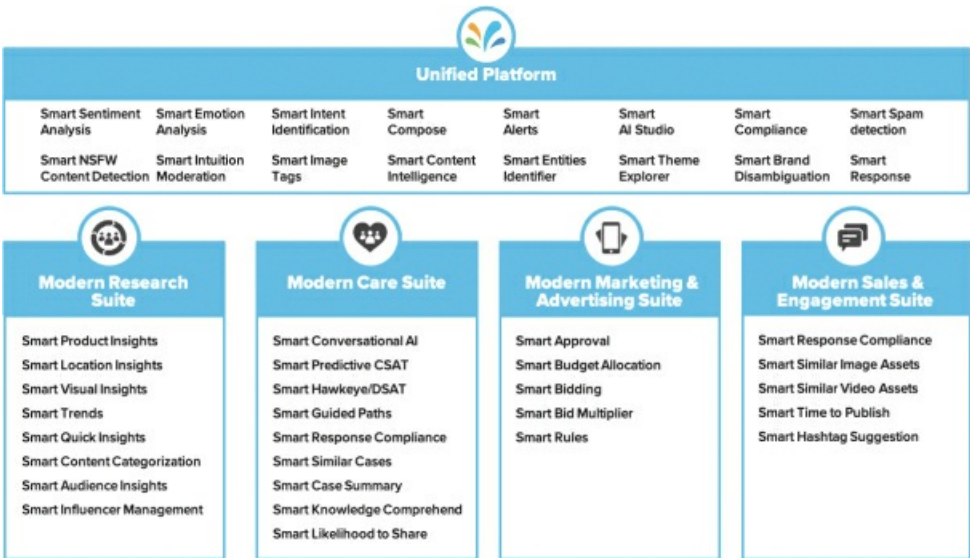 Unified Platform
Smart Sentiment
Analysis
Smart Emotion
Analysis
Smart Intent
Identification
Smart
Compose
Smart
Alerts
Smart
AI Studio
Smart
Compliance
Smart Spam
detection
Smart NSFW
Content Detection
Smart Intuition
Moderation
Smart Image
Tags
Smart Content
Intelligence
Smart Entities
Identifier
Smart Theme
Explorer
Smart Brand
Disambiguation
Smart
Response
Modern Research
Suite
Smart Product Insights
Smart Location Insights
Smart Visual Insights
Smart Trends
Smart Quick Insights
Smart Content Categorization
Smart Audience Insights
Smart Influencer Management
Modern Care Suite
Smart Conversational AI
Smart Predictive CSAT
Smart Hawkeye/DSAT
Smart Guided Paths
Smart Response Compliance
Smart Similar Cases
Smart Case Summary
Smart Knowledge Comprehend
Smart Likelihood to Share
Modern Marketing &
Advertising Suite
Smart Approval
Smart Budget Allocation
Smart Bidding
Smart Bid Multiplier
Smart Rules
Modern Sales &
Engagement Suite
Smart Response Compliance
Smart Similar Image Assets
Smart Similar Video Assets
Smart Time to Publish
Smart Hashtag Suggestion